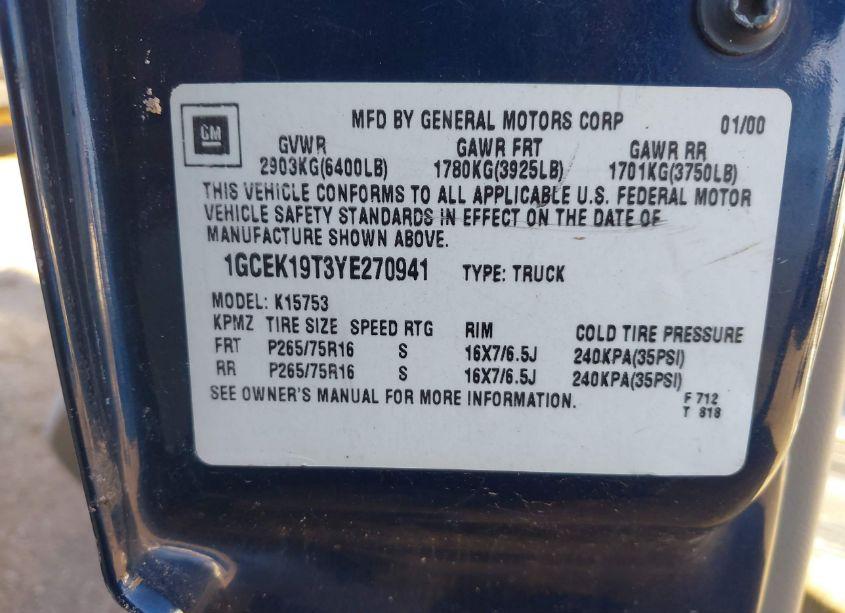 GM
MFD BY GENERAL MOTORS CORP 01/00
GVWR GAWR FRT GAWR RR
2903KG(6400LB) 1780KG(3925LB) 1701KG(3750LB)
THIS VEHICLE CONFORMS TO ALL APPLICABLE U.S. FEDERAL MOTOR
VEHICLE SAFETY STANDARDS IN EFFECT ON THE DATE OF
MANUFACTURE SHOWN ABOVE.
1GCEK19T3YE270941 TYPE: TRUCK
MODEL: K15753
KPMZ TIRE SIZE SPEED RTG RIM COLD TIRE PRESSURE
FRT P265/75R16 S 16X7/6.5J 240KPA(35PSI)
RR P265/75R16 S 16X7/6.5J 240KPA(35PSI)
SEE OWNER'S MANUAL FOR MORE INFORMATION.
F 712
T 818